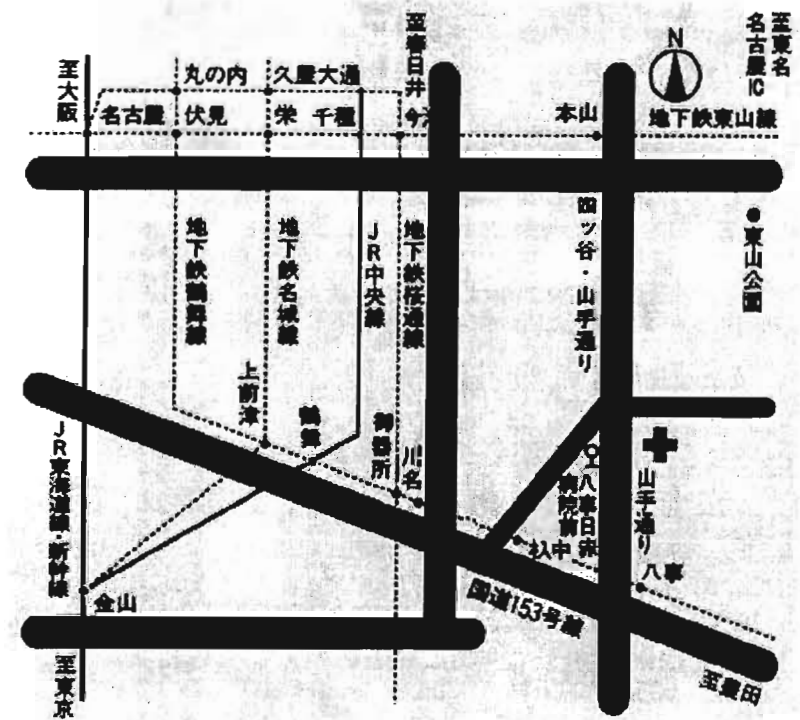 至大阪
丸の内
久屋大通
至春日井
N
至東名
名古屋IC
名古屋
伏見
栄
千種
今
本山
地下鉄東山線
地下鉄鶴舞線
地下鉄名城線
JR中央線
地下鉄桜通線
四ッ谷・山手通り
東山公園
上前津
鶴舞
御器所
川名
八事日赤
病院前
山手通り
杁中
八事
JR東海道線・新幹線
金山
国道153号線
至豊田
至東京